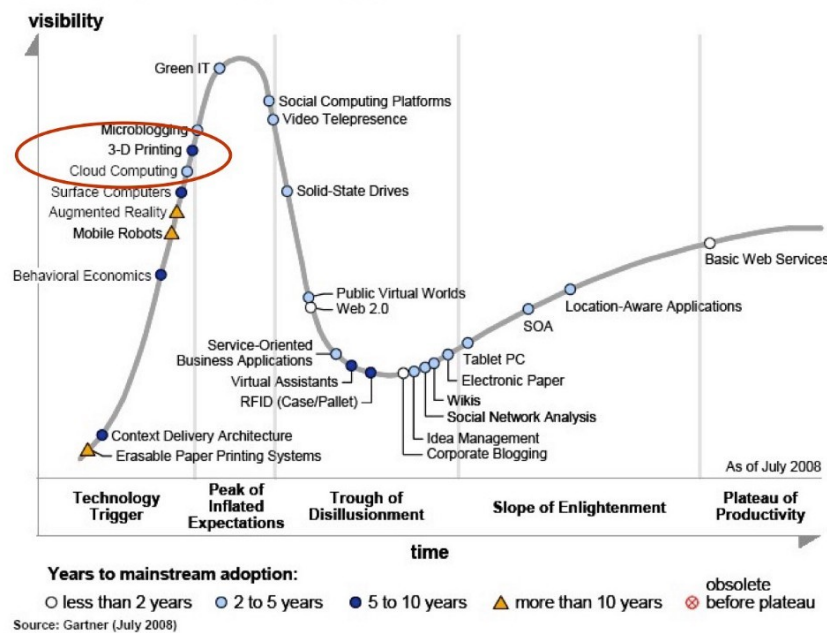 visibility
Green IT
Social Computing Platforms
Microblogging
Video Telepresence
3-D Printing
Cloud Computing
Surface Computers
Solid-State Drives
Augmented Reality
Mobile Robots
Basic Web Services
Behavioral Economics
Public Virtual Worlds
Web 2.0
Location-Aware Applications
SOA
Service-Oriented
Business Applications
Tablet PC
Virtual Assistants
Electronic Paper
RFID (Case/Pallet)
Wikis
Social Network Analysis
Context Delivery Architecture
Idea Management
Erasable Paper Printing Systems
Corporate Blogging
As of July 2008
Technology
Trigger
Peak of
Inflated
Expectations
Trough of
Disillusionment
Slope of Enlightenment
Plateau of
Productivity
time
Years to mainstream adoption:
less than 2 years
2 to 5 years
5 to 10 years
more than 10 years
obsolete
before plateau
Source: Gartner (July 2008)